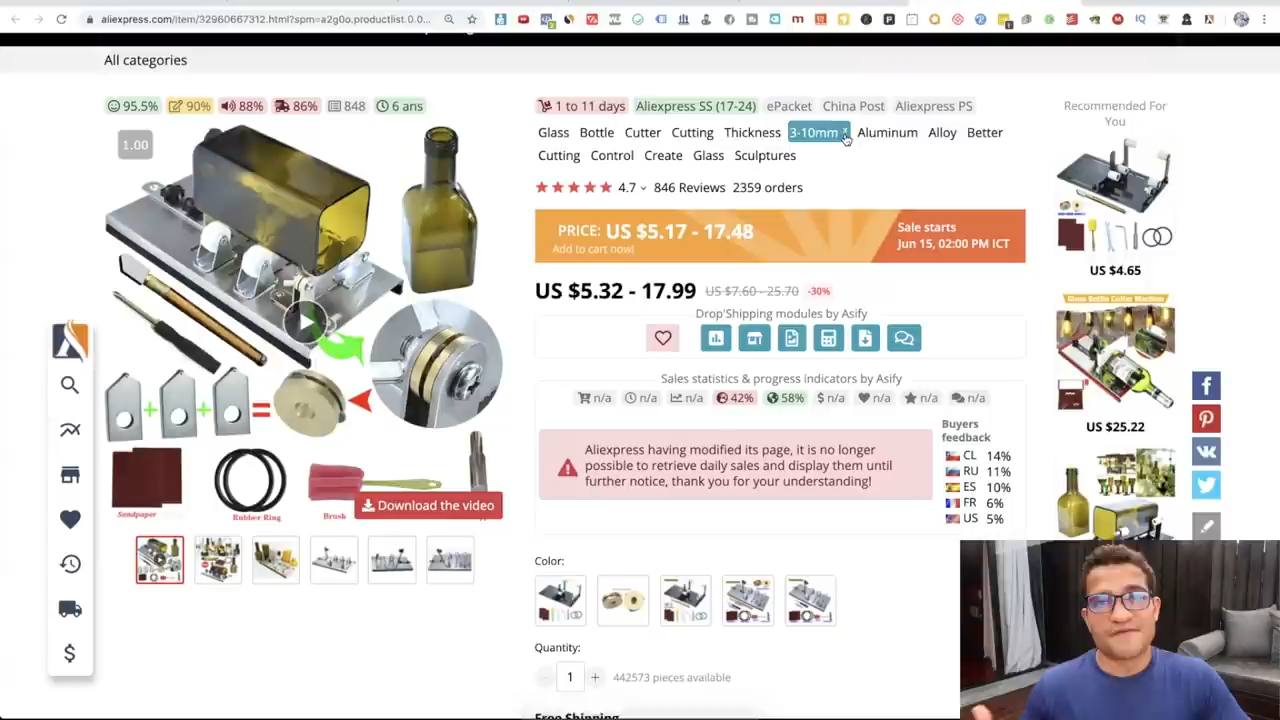 aliexpress.com/item/32960667312.html?spm=a2g0o.productlist.0.0...
All categories
95.5% 90% 88% 86% 848 6 ans
1 to 11 days Aliexpress SS (17-24) ePacket China Post Aliexpress PS
Glass Bottle Cutter Cutting Thickness 3-10mm x Aluminum Alloy Better
Cutting Control Create Glass Sculptures
4.7 846 Reviews 2359 orders
1.00
PRICE: US $5.17 - 17.48
Add to cart now!
Sale starts
Jun 15, 02:00 PM ICT
US $5.32 - 17.99 US $7.60 - 25.70 -30%
Drop'Shipping modules by Asify
Sales statistics & progress indicators by Asify
n/a n/a n/a 42% 58% n/a n/a n/a n/a
Aliexpress having modified its page, it is no longer
possible to retrieve daily sales and display them until
further notice, thank you for your understanding!
Buyers
feedback
CL 14%
RU 11%
ES 10%
FR 6%
US 5%
Sandpaper
Rubber Ring
Brush
Download the video
Color:
Quantity:
- 1 + 442573 pieces available
Free Shipping
Recommended For
You
US $4.65
Glass Bottle Cutter Machine
US $25.22